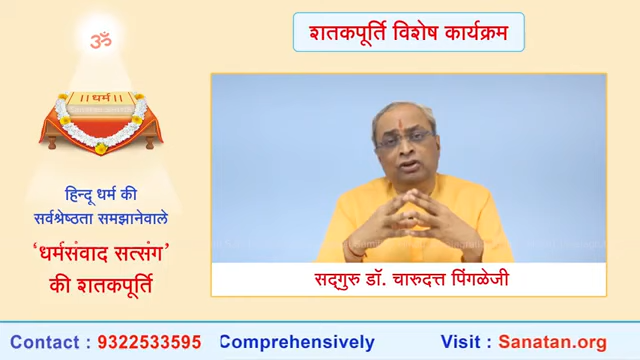 ॐ
॥ धर्म ॥
हिन्दू धर्म की
सर्वश्रेष्ठता समझानेवाले
‘धर्मसंवाद सत्संग’
की शतकपूर्ति
शतकपूर्ति विशेष कार्यक्रम
सद्गुरु डॉ. चारुदत्त पिंगळेजी
Contact : 9322533595 Comprehensively Visit : Sanatan.org